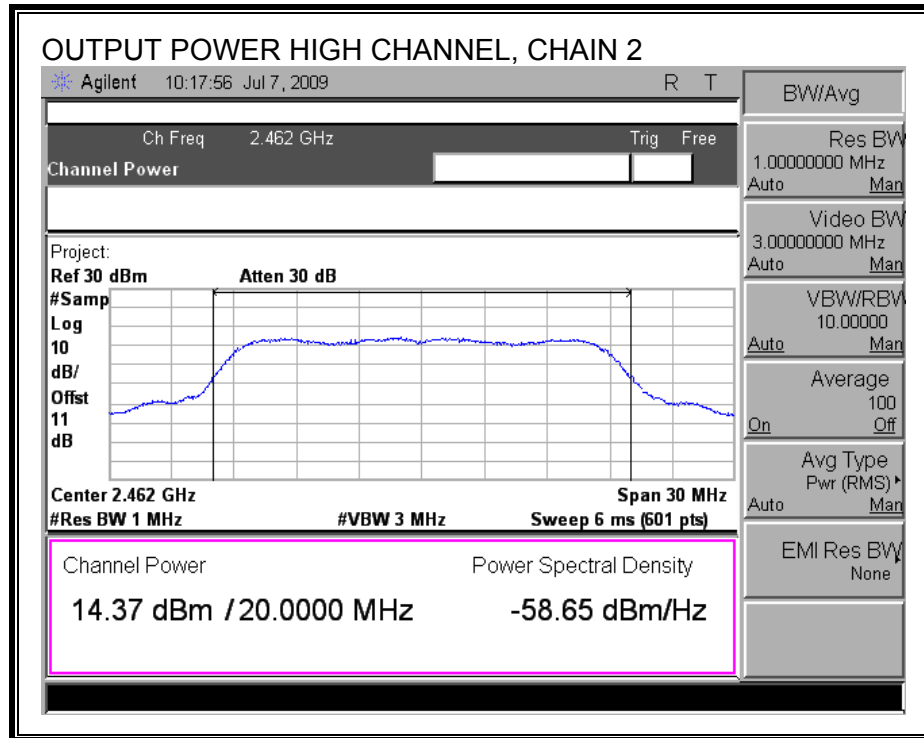 OUTPUT POWER HIGH CHANNEL, CHAIN 2
Agilent 10:17:56 Jul 7, 2009 R T
Ch Freq 2.462 GHz Trig Free
Channel Power
Project:
Ref 30 dBm Atten 30 dB
#Samp
Log
10
dB/
Offst
11
dB
Center 2.462 GHz Span 30 MHz
#Res BW 1 MHz #VBW 3 MHz Sweep 6 ms (601 pts)
Channel Power Power Spectral Density
14.37 dBm / 20.0000 MHz -58.65 dBm/Hz
BW/Avg
Res BW
1.00000000 MHz
Auto Man
Video BW
3.00000000 MHz
Auto Man
VBW/RBW
10.00000
Auto Man
Average
100
On Off
Avg Type
Pwr (RMS)
Auto Man
EMI Res BW
None